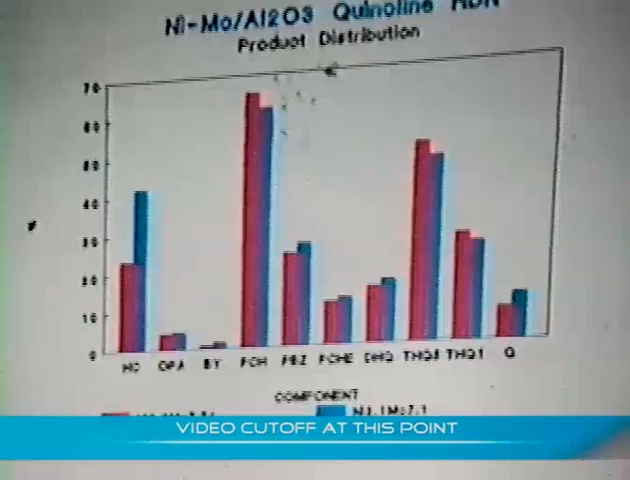 Ni-Mo/Al2O3 Quinoline HDN
Product Distribution
70
60
50
40
30
20
10
0
HC OPA BY PCH PBZ PCHE DHQ THQ5 THQ1 Q
COMPONENT
VIDEO CUTOFF AT THIS POINT